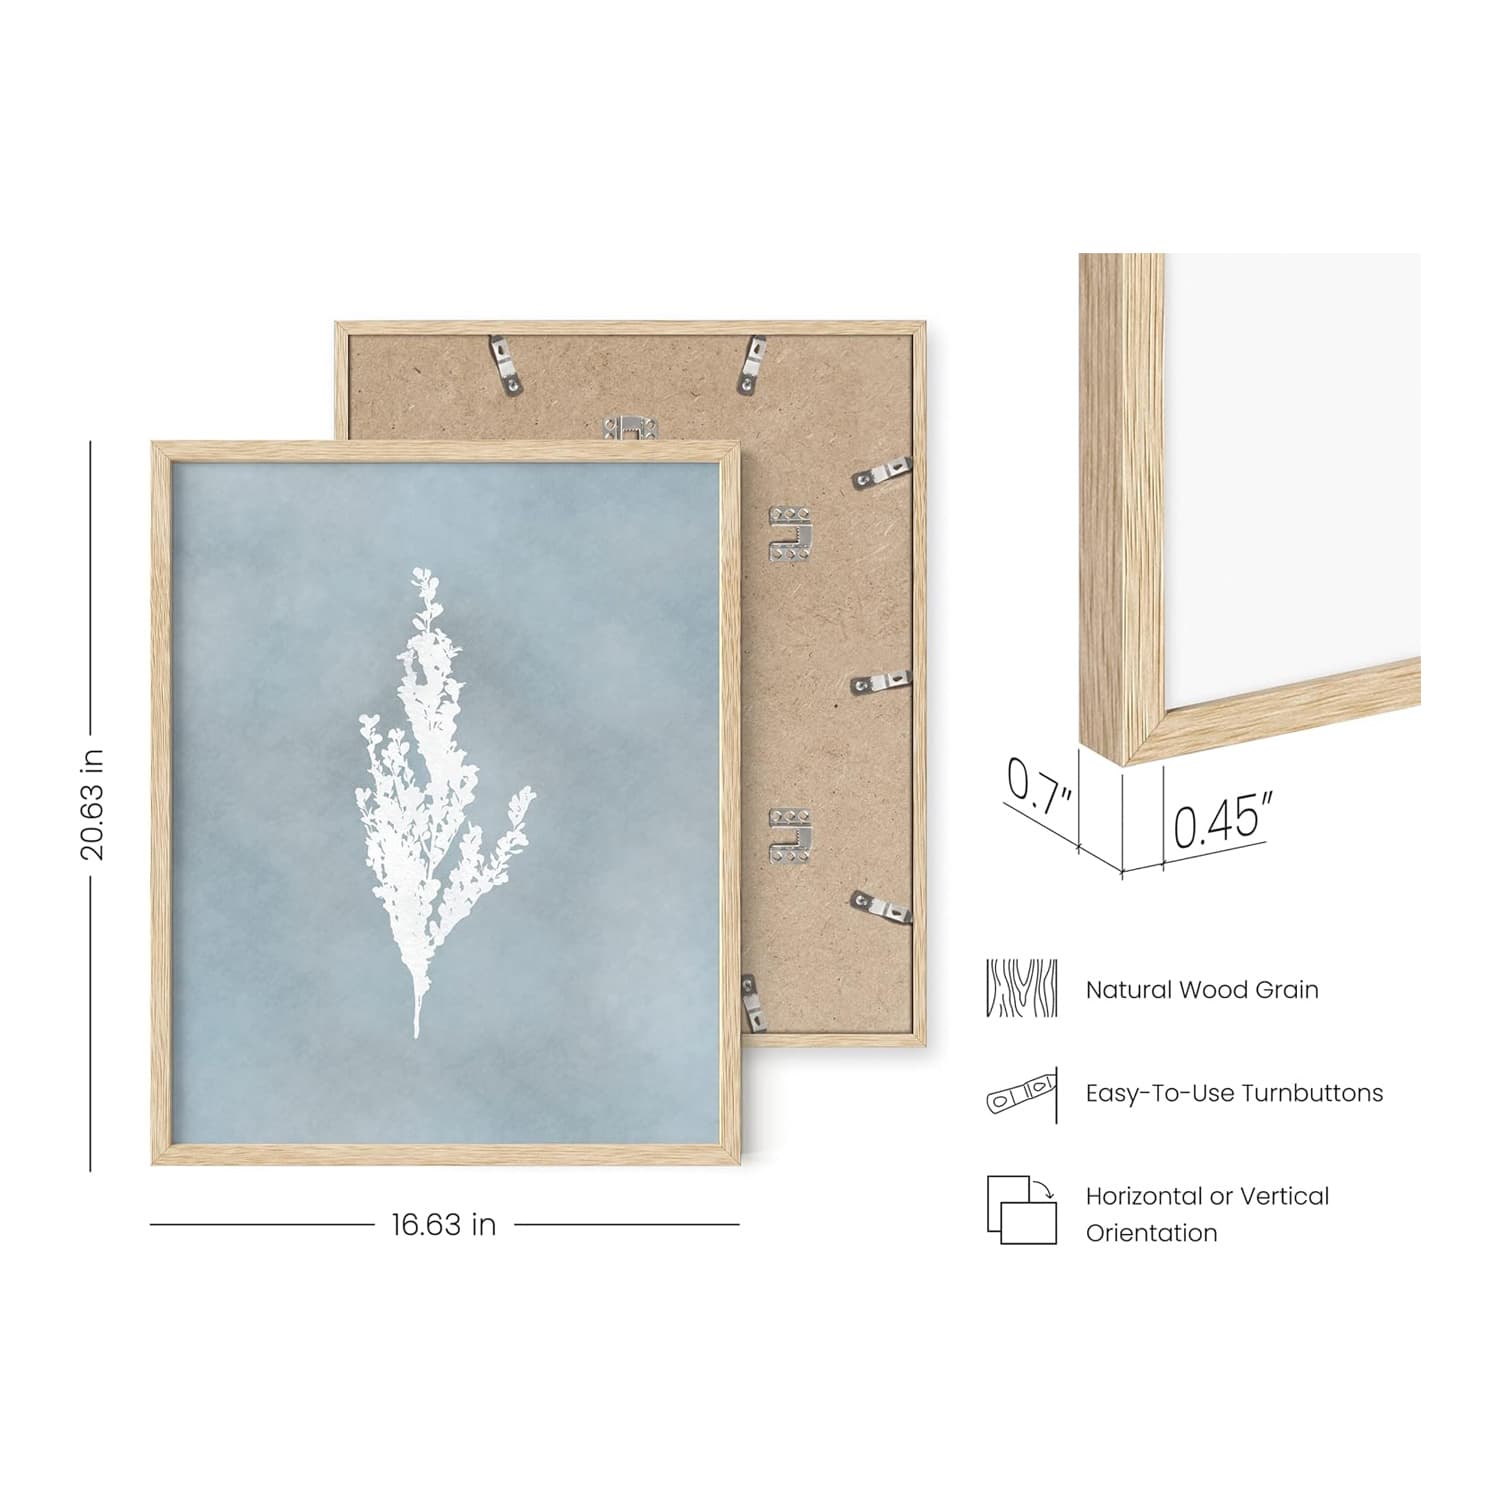 20.63 in
16.63 in
0.7"
0.45"
Natural Wood Grain
Easy-To-Use Turnbuttons
Horizontal or Vertical
Orientation